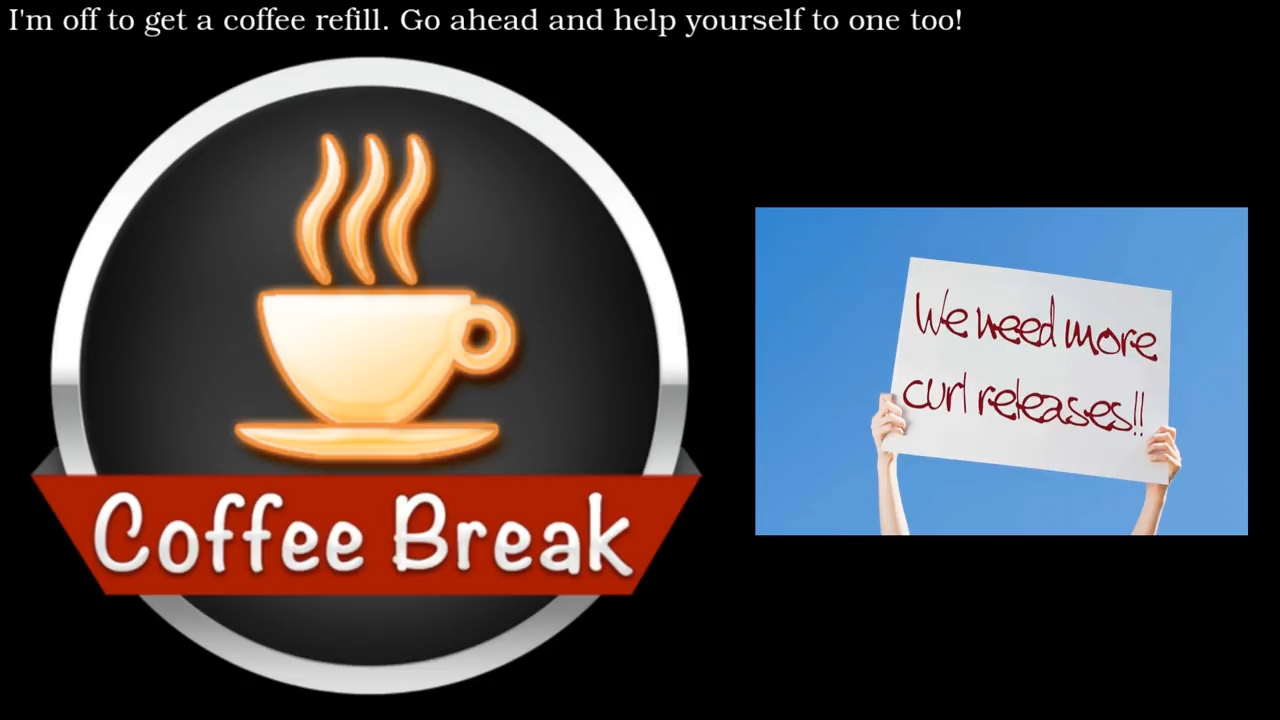 I'm off to get a coffee refill. Go ahead and help yourself to one too!
Coffee Break
We need more
curl releases!!